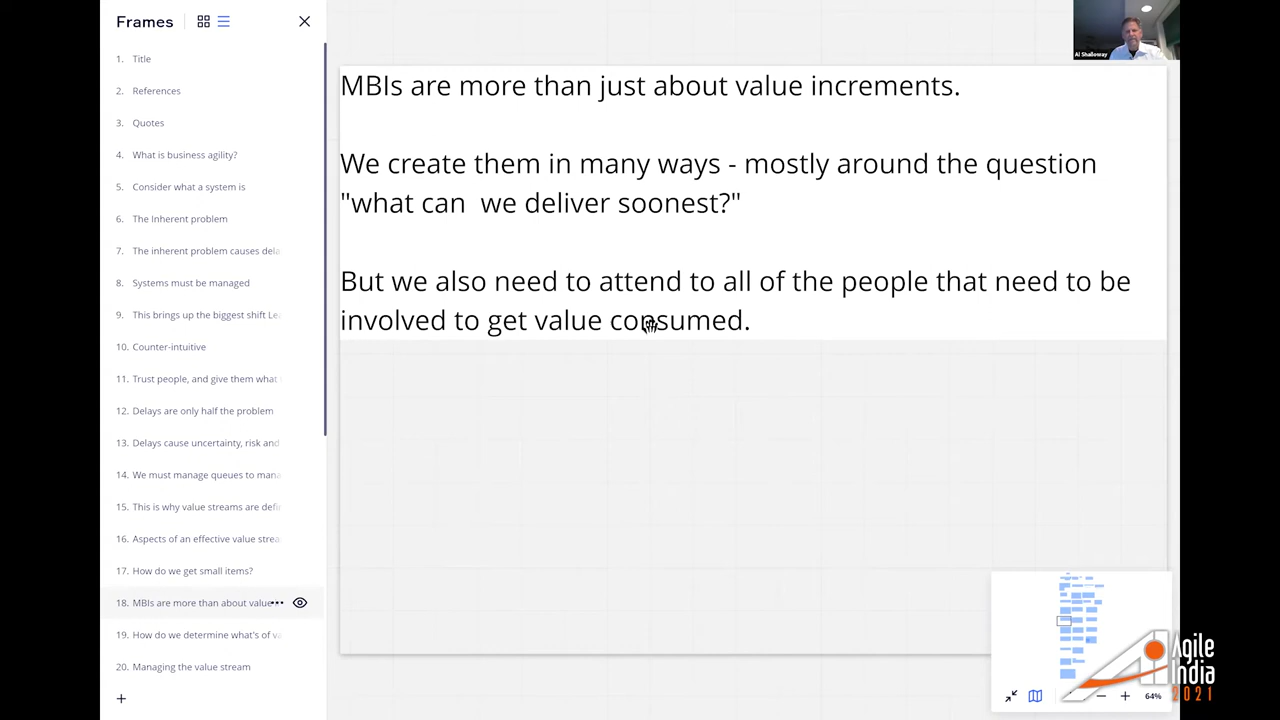 Frames
1. Title
2. References
3. Quotes
4. What is business agility?
5. Consider what a system is
6. The Inherent problem
7. The inherent problem causes dela
8. Systems must be managed
9. This brings up the biggest shift Le
10. Counter-intuitive
11. Trust people, and give them what
12. Delays are only half the problem
13. Delays cause uncertainty, risk and
14. We must manage queues to mana
15. This is why value streams are defi
16. Aspects of an effective value strea
17. How do we get small items?
18. MBIs are more than about value
19. How do we determine what's of va
20. Managing the value stream
MBIs are more than just about value increments.
We create them in many ways - mostly around the question
"what can we deliver soonest?"
But we also need to attend to all of the people that need to be
involved to get value consumed.
Al Shalloway
64%
Agile
India
2021